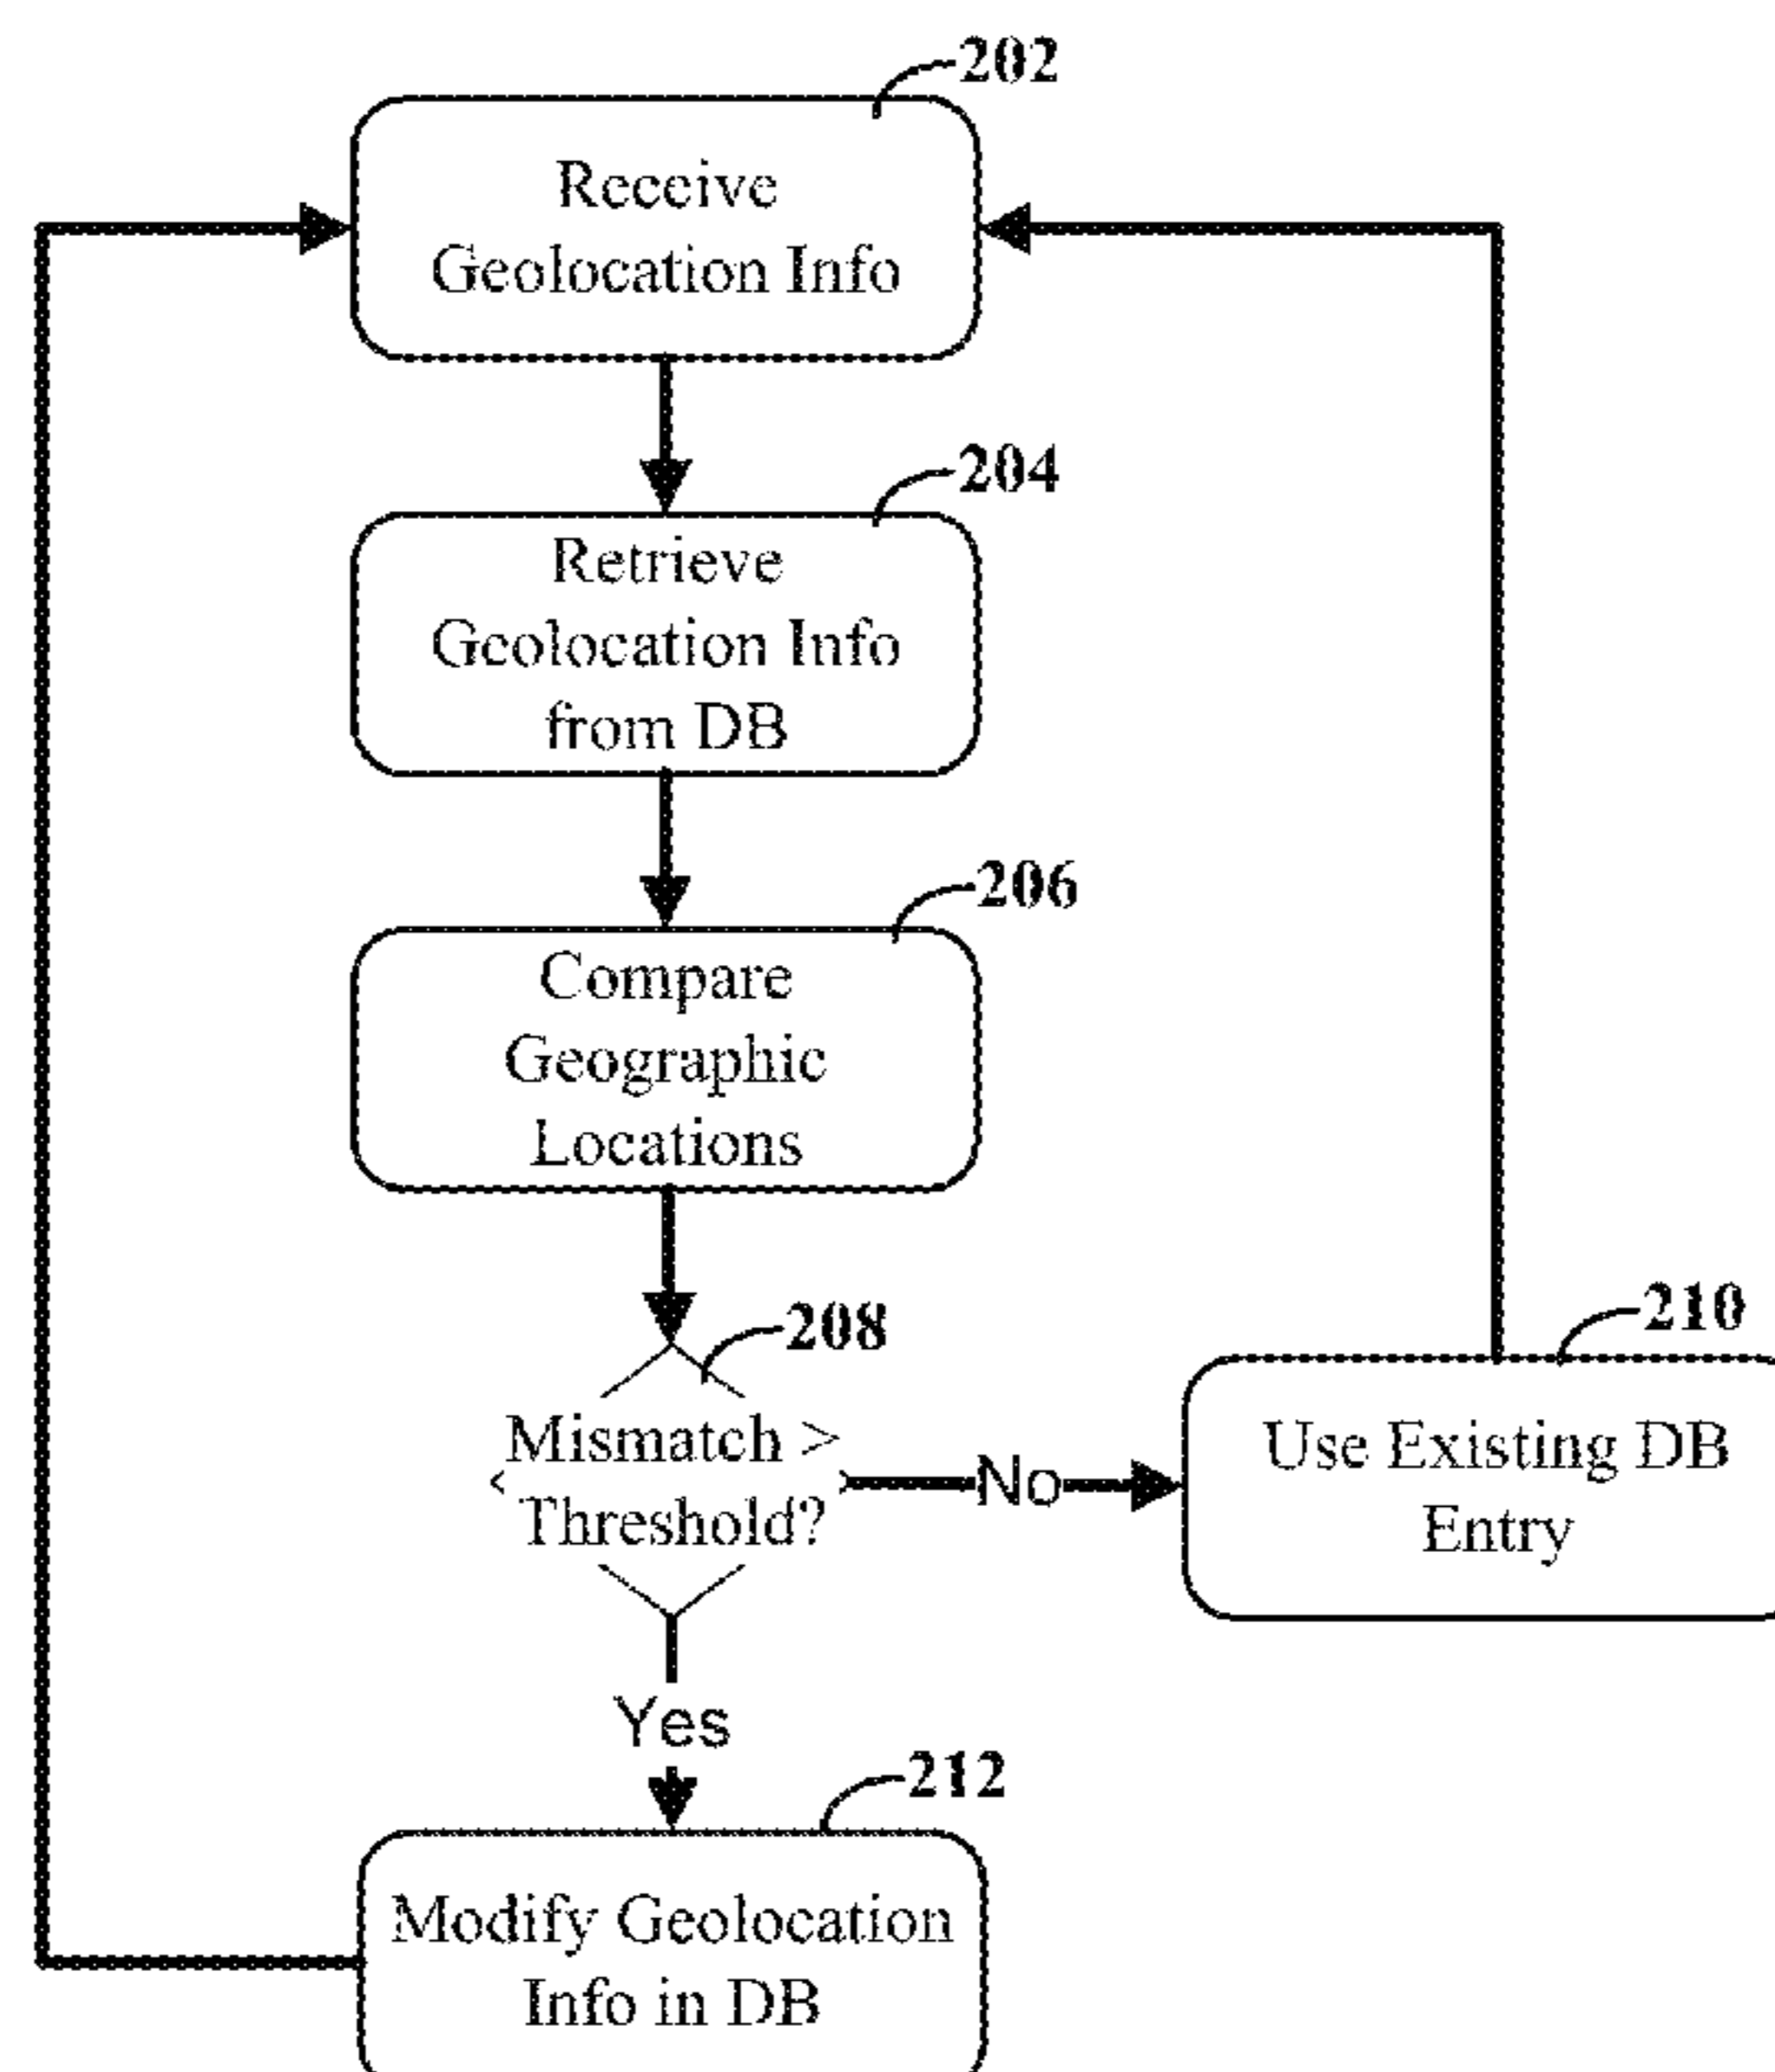 202
Receive
Geolocation Info
204
Retrieve
Geolocation Info
from DB
206
Compare
Geographic
Locations
208
Mismatch >
Threshold?
No
210
Use Existing DB
Entry
Yes
212
Modify Geolocation
Info in DB